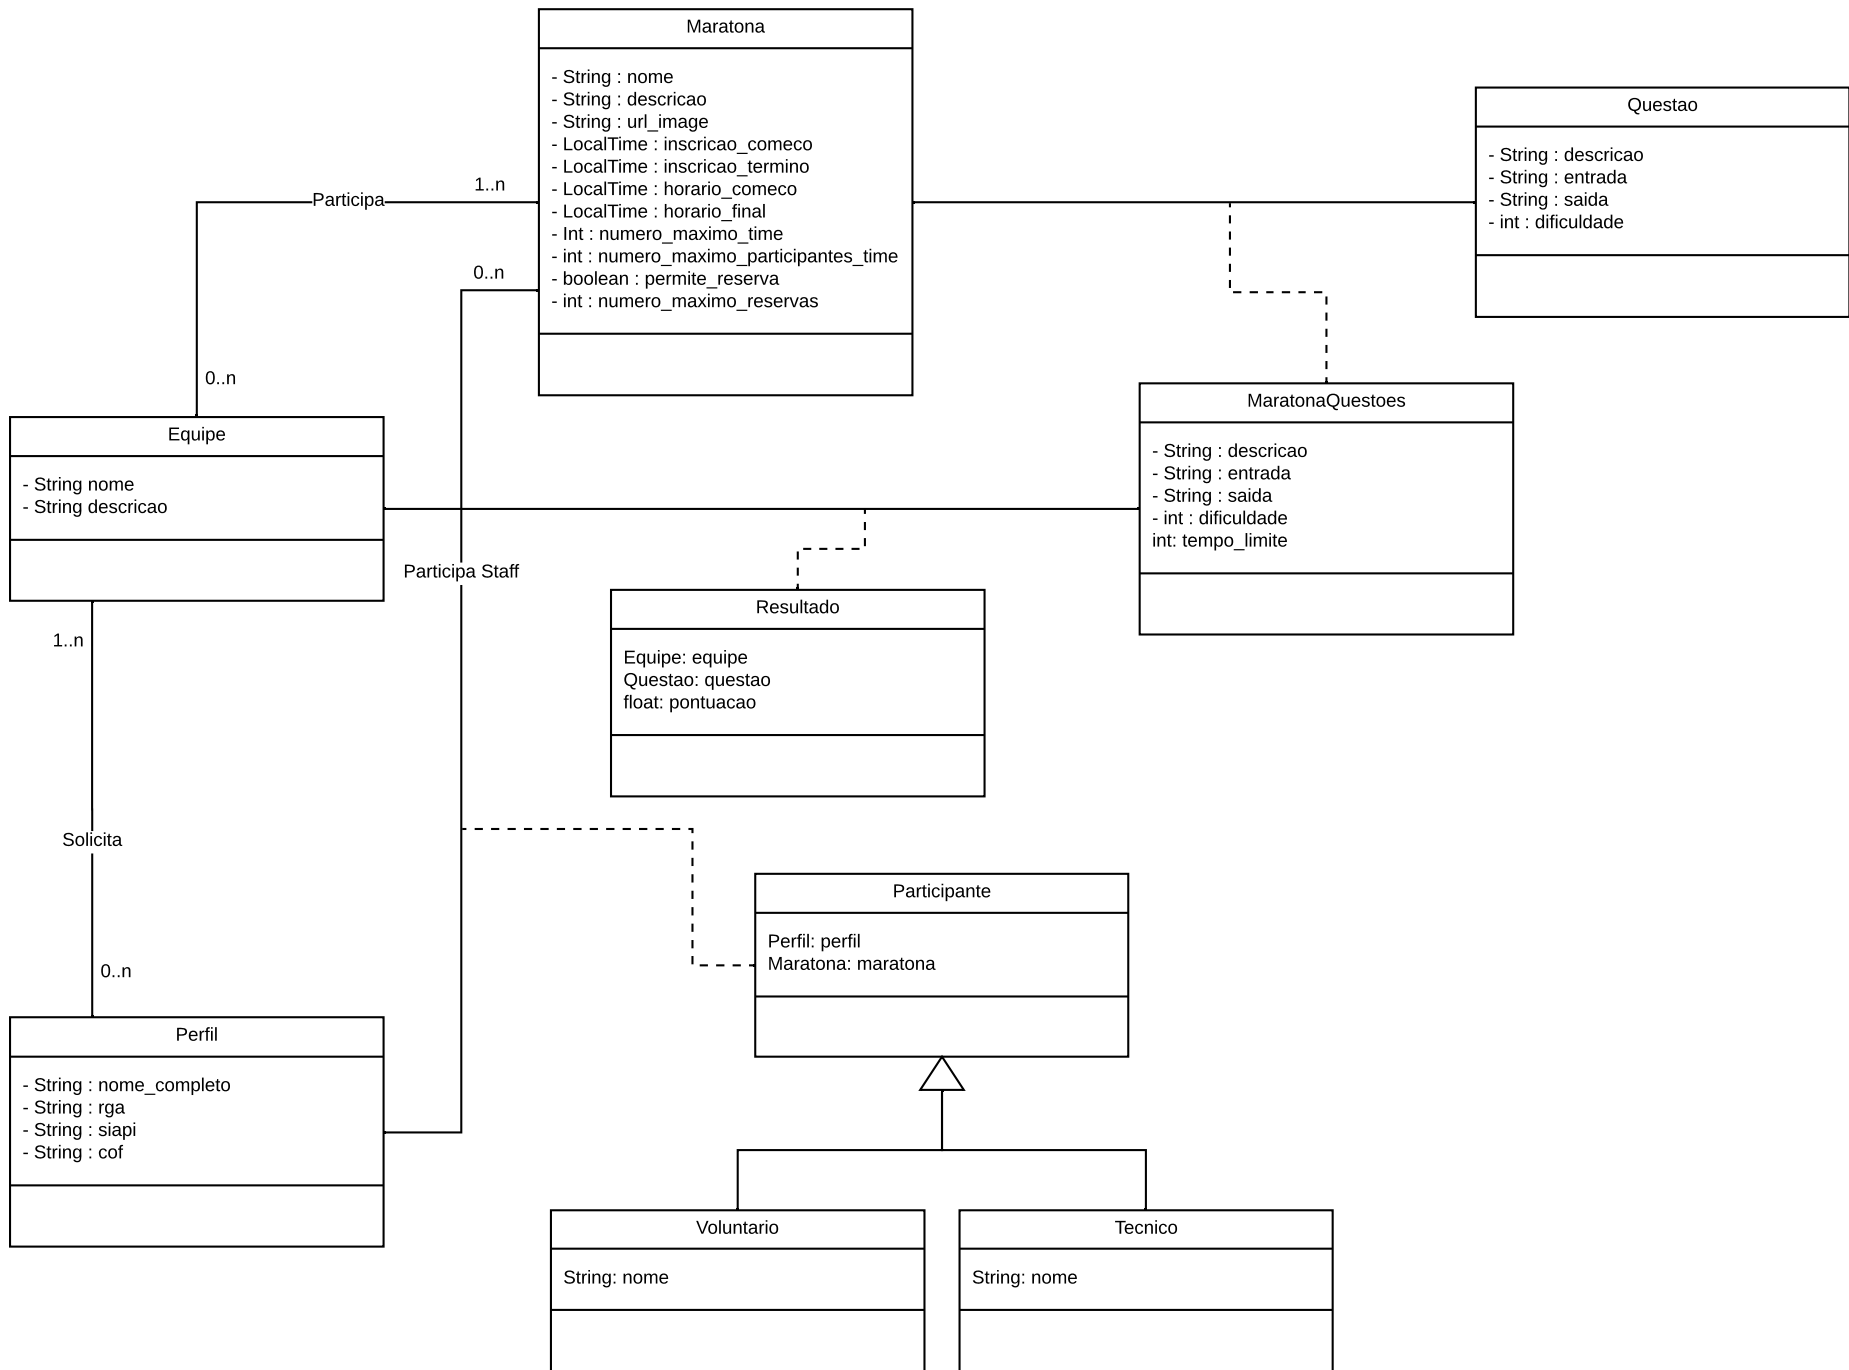 Maratona
- String : nome
- String : descricao
- String : url_image
- LocalTime : inscricao_comeco
- LocalTime : inscricao_termino
- LocalTime : horario_comeco
- LocalTime : horario_final
- Int : numero_maximo_time
- int : numero_maximo_participantes_time
- boolean : permite_reserva
- int : numero_maximo_reservas
Questao
- String : descricao
- String : entrada
- String : saida
- int : dificuldade
Participa
1..n
0..n
0..n
Equipe
- String nome
- String descricao
MaratonaQuestoes
- String : descricao
- String : entrada
- String : saida
- int : dificuldade
int: tempo_limite
Participa Staff
Resultado
Equipe: equipe
Questao: questao
float: pontuacao
1..n
Solicita
0..n
Participante
Perfil: perfil
Maratona: maratona
Perfil
- String : nome_completo
- String : rga
- String : siapi
- String : cof
Voluntario
String: nome
Tecnico
String: nome